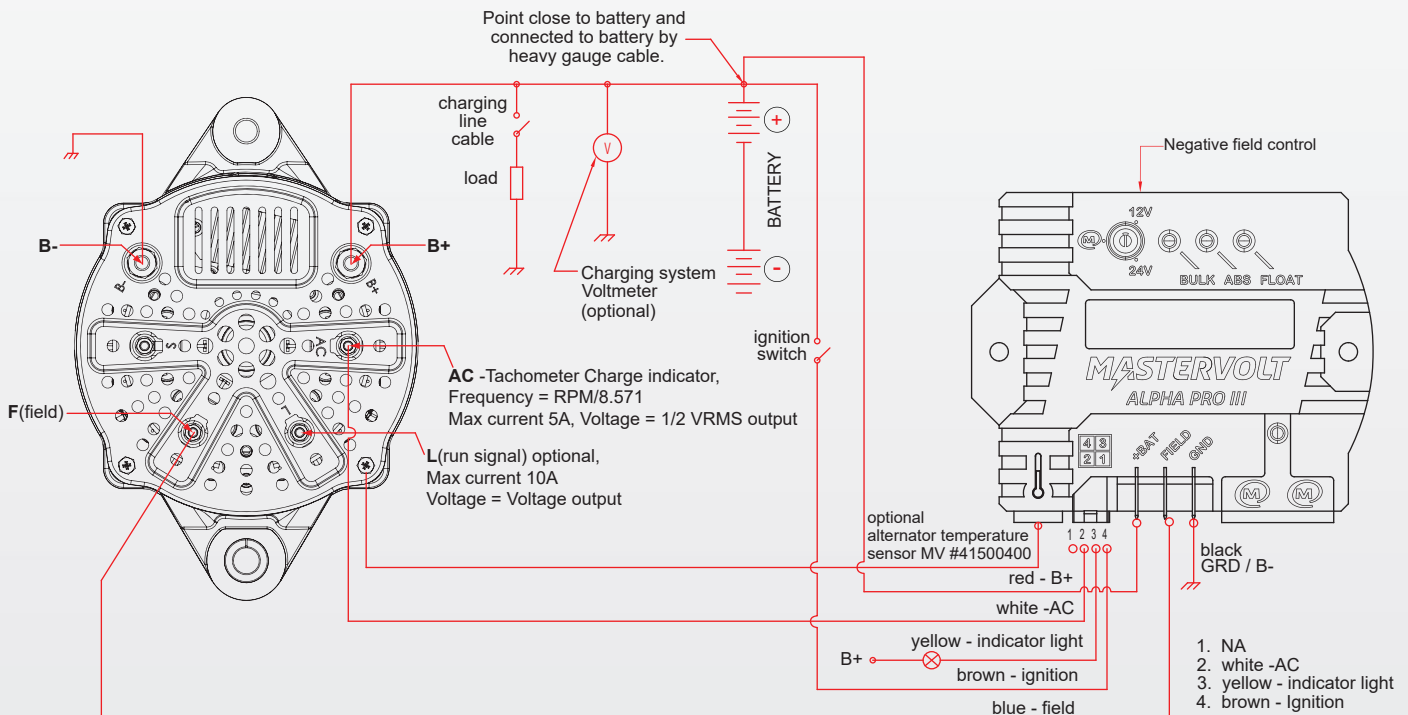 Point close to battery and
connected to battery by
heavy gauge cable.
charging
line
cable
load
V
+
BATTERY
-
Charging system
Voltmeter
(optional)
ignition
switch
Negative field control
12V
24V
M
BULK ABS FLOAT
MASTERVOLT
ALPHA PRO III
4 3
2 1
+BAT
FIELD
GND
M M
B-
B+
B-
B+
S
AC
L
F(field)
AC -Tachometer Charge indicator,
Frequency = RPM/8.571
Max current 5A, Voltage = 1/2 VRMS output
L(run signal) optional,
Max current 10A
Voltage = Voltage output
optional
alternator temperature
sensor MV #41500400
1 2 3 4
black
GRD / B-
red - B+
white -AC
yellow - indicator light
B+
brown - ignition
blue - field
1. NA
2. white -AC
3. yellow - indicator light
4. brown - Ignition